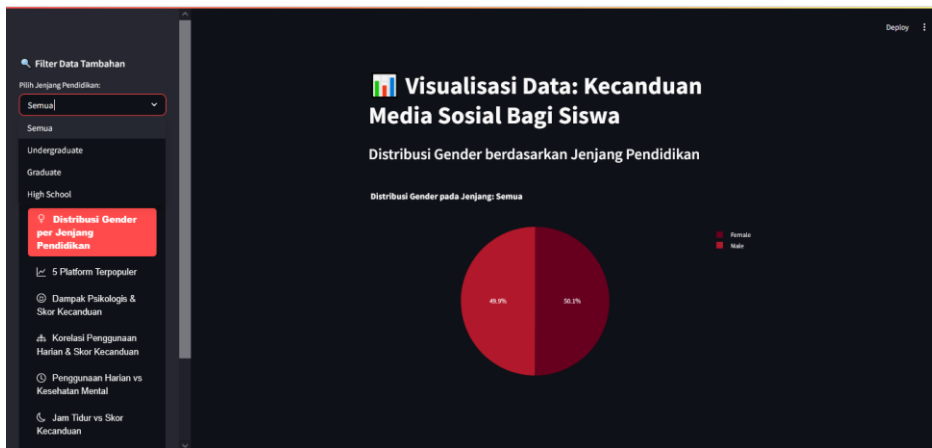 Deploy
Filter Data Tambahan
Pilih Jenjang Pendidikan:
Semua
Semua
Undergraduate
Graduate
High School
Distribusi Gender
per Jenjang
Pendidikan
5 Platform Terpopuler
Dampak Psikologis &
Skor Kecanduan
Korelasi Penggunaan
Harian & Skor Kecanduan
Penggunaan Harian vs
Kesehatan Mental
Jam Tidur vs Skor
Kecanduan
Visualisasi Data: Kecanduan
Media Sosial Bagi Siswa
Distribusi Gender berdasarkan Jenjang Pendidikan
Distribusi Gender pada Jenjang: Semua
Female
Male
49.9%
50.1%